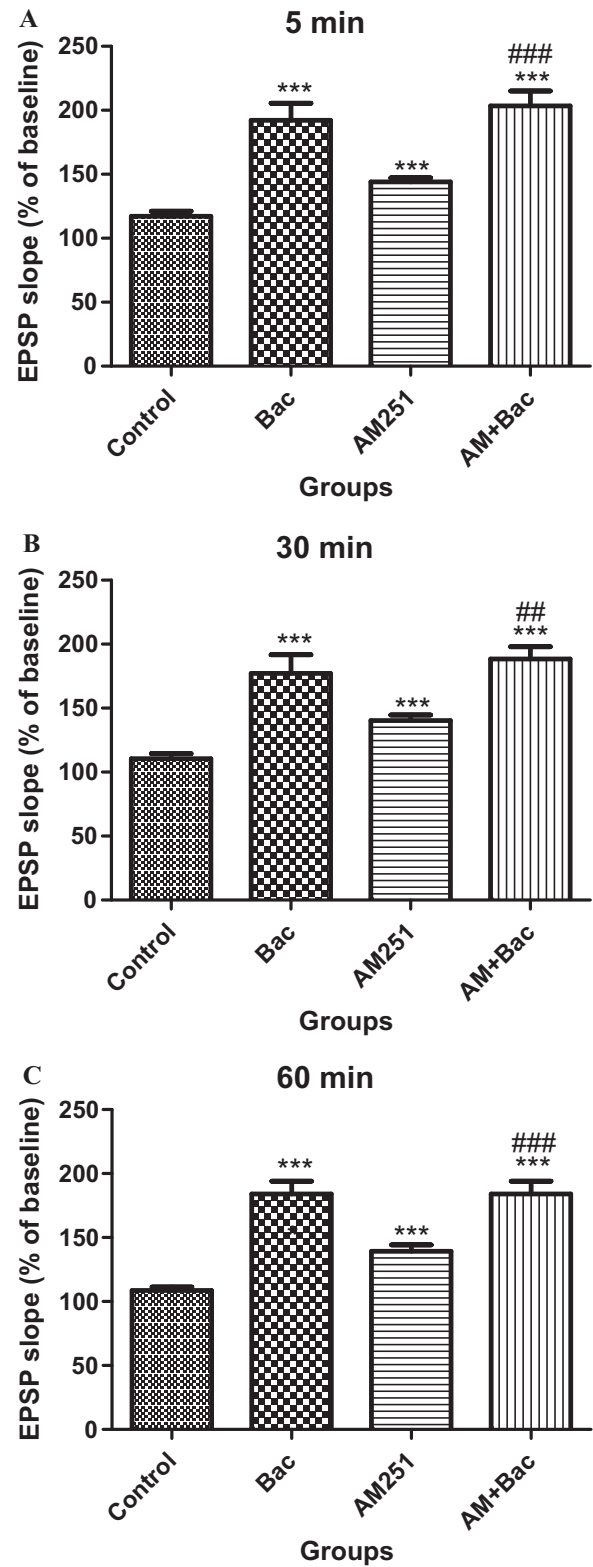 A
5 min
EPSP slope (% of baseline)
250
200
150
100
50
0
***
***
###
***
Control
Bac
AM251
AM+Bac
Groups
B
30 min
EPSP slope (% of baseline)
250
200
150
100
50
0
***
***
##
***
Control
Bac
AM251
AM+Bac
Groups
C
60 min
EPSP slope (% of baseline)
250
200
150
100
50
0
***
***
###
***
Control
Bac
AM251
AM+Bac
Groups